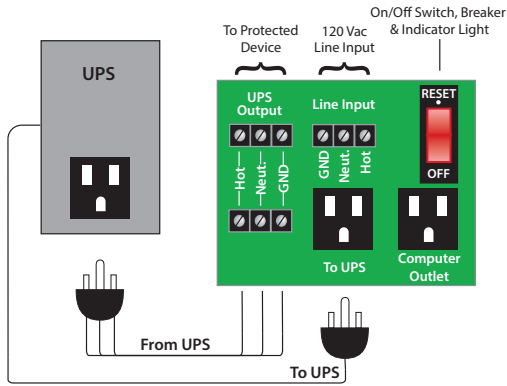 On/Off Switch, Breaker
& Indicator Light
To Protected
Device
120 Vac
Line Input
UPS
UPS
Output
Line Input
RESET
OFF
Hot
Neut.
GND
GND
Neut.
Hot
To UPS
Computer
Outlet
From UPS
To UPS